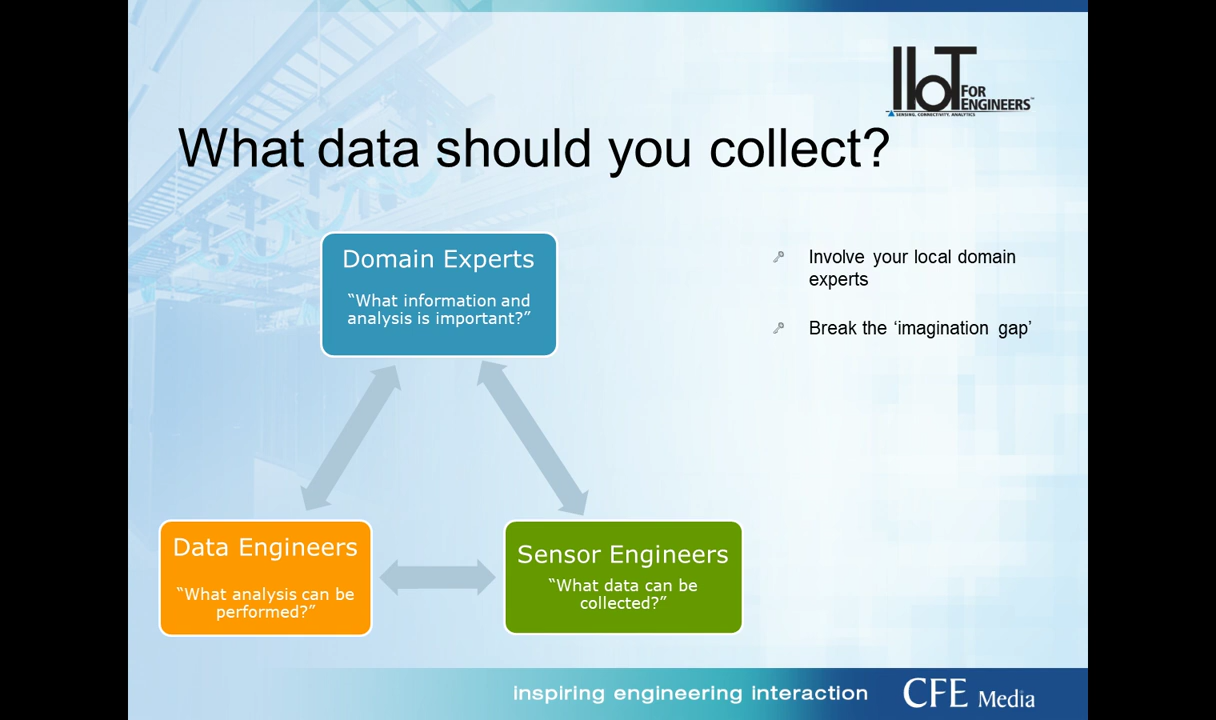 IIoT
FOR
ENGINEERS™
SENSING, CONNECTIVITY, ANALYTICS
What data should you collect?
Domain Experts
“What information and
analysis is important?”
Involve your local domain
experts
Break the ‘imagination gap’
Data Engineers
“What analysis can be
performed?”
Sensor Engineers
“What data can be
collected?”
inspiring engineering interaction
CFE Media